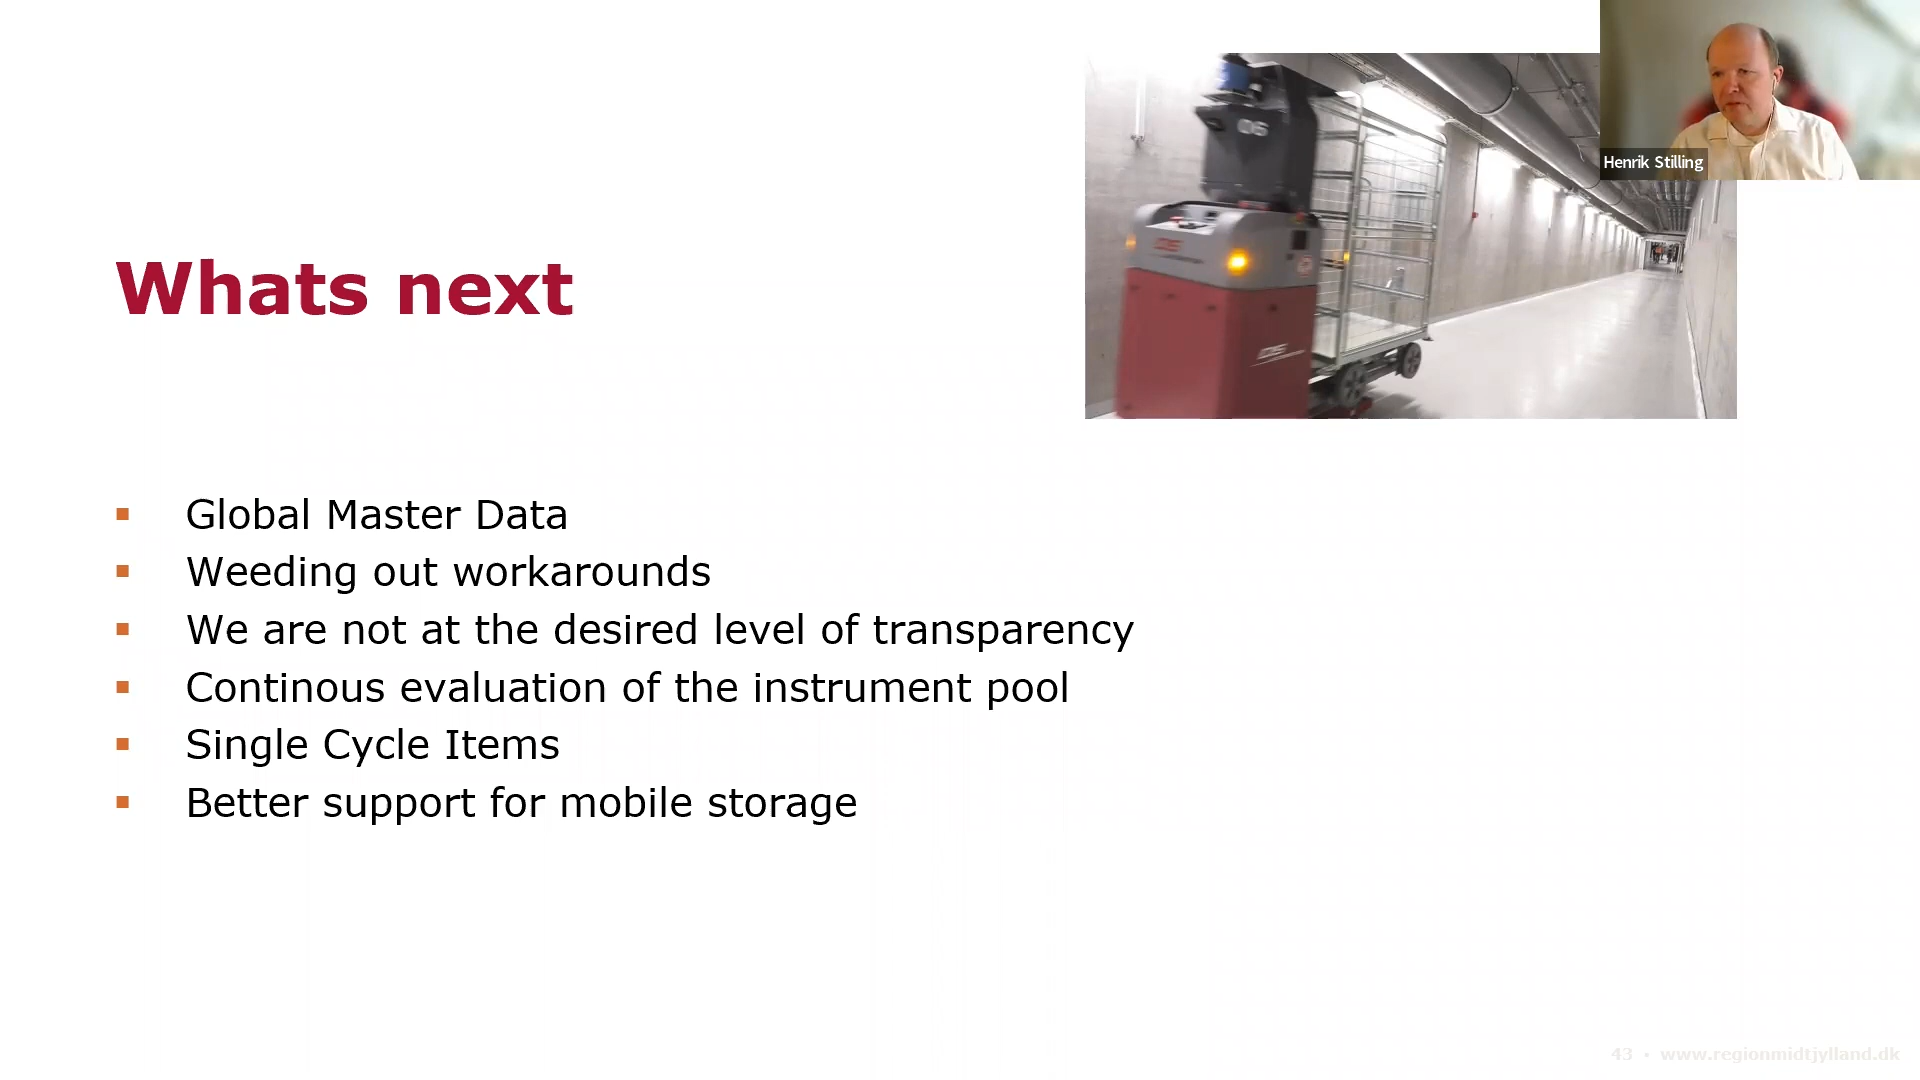 Henrik Stilling
Whats next
Global Master Data
Weeding out workarounds
We are not at the desired level of transparency
Continous evaluation of the instrument pool
Single Cycle Items
Better support for mobile storage
43 • www.regionmidtjylland.dk